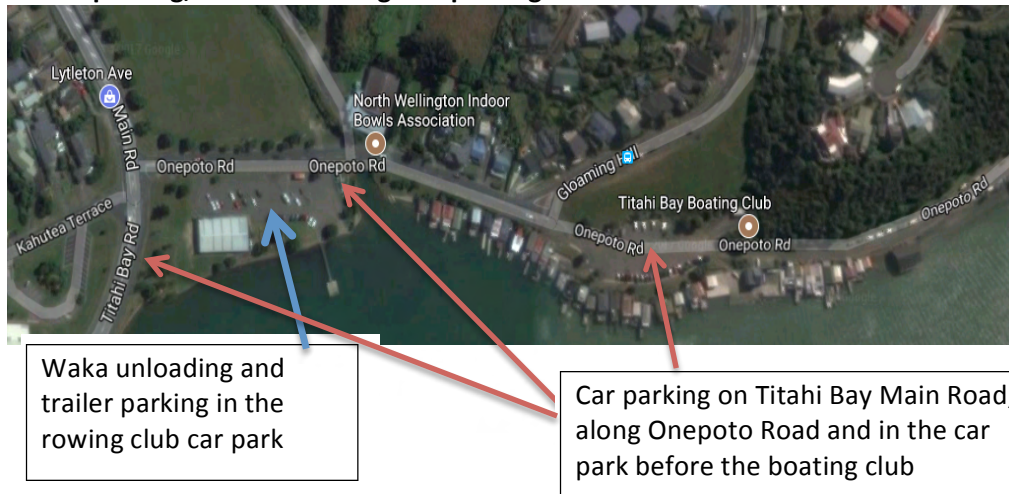 Lytleton Ave
Main Rd
North Wellington Indoor
Bowls Association
Onepoto Rd
Onepoto Rd
Gloaming Hill
Kahutea Terrace
Titahi Bay Boating Club
Onepoto Rd
Onepoto Rd
Onepoto Rd
Titahi Bay Rd
Waka unloading and
trailer parking in the
rowing club car park
Car parking on Titahi Bay Main Road,
along Onepoto Road and in the car
park before the boating club